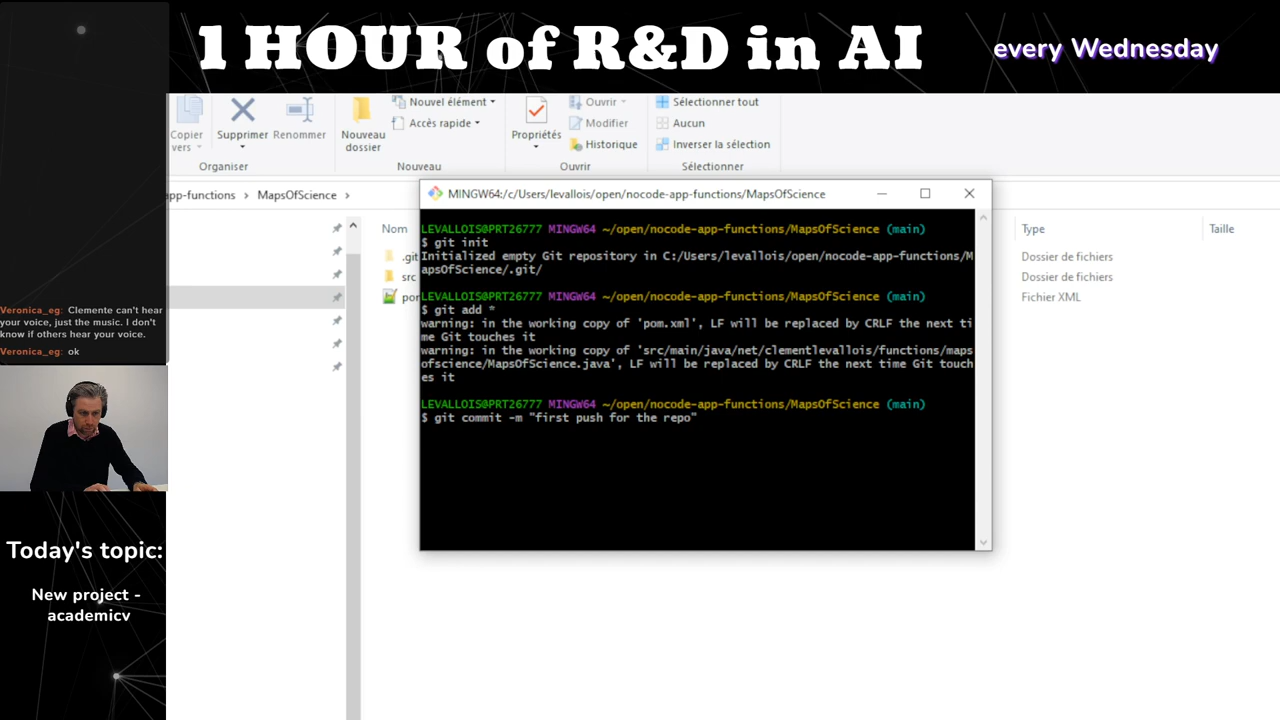 1 HOUR of R&D in AI
every Wednesday
Copier
vers
Supprimer
Renommer
Organiser
Nouveau
dossier
Nouvel élément
Accès rapide
Nouveau
Propriétés
Ouvrir
Modifier
Historique
Ouvrir
Sélectionner tout
Aucun
Inverser la sélection
Sélectionner
app-functions > MapsOfScience >
Nom
Type
Taille
.git
Dossier de fichiers
src
Dossier de fichiers
pom
Fichier XML
MINGW64:/c/Users/levallois/open/nocode-app-functions/MapsOfScience
LEVALLOIS@PRT26777 MINGW64 ~/open/nocode-app-functions/MapsOfScience (main)
$ git init
Initialized empty Git repository in C:/Users/levallois/open/nocode-app-functions/M
apsOfScience/.git/
LEVALLOIS@PRT26777 MINGW64 ~/open/nocode-app-functions/MapsOfScience (main)
$ git add *
warning: in the working copy of 'pom.xml', LF will be replaced by CRLF the next ti
me Git touches it
warning: in the working copy of 'src/main/java/net/clementlevallois/functions/maps
ofscience/MapsOfScience.java', LF will be replaced by CRLF the next time Git touch
es it
LEVALLOIS@PRT26777 MINGW64 ~/open/nocode-app-functions/MapsOfScience (main)
$ git commit -m "first push for the repo"
Veronica_eg: Clemente can't hear
your voice, just the music. I don't
know if others hear your voice.
Veronica_eg: ok
Today's topic:
New project -
academicv